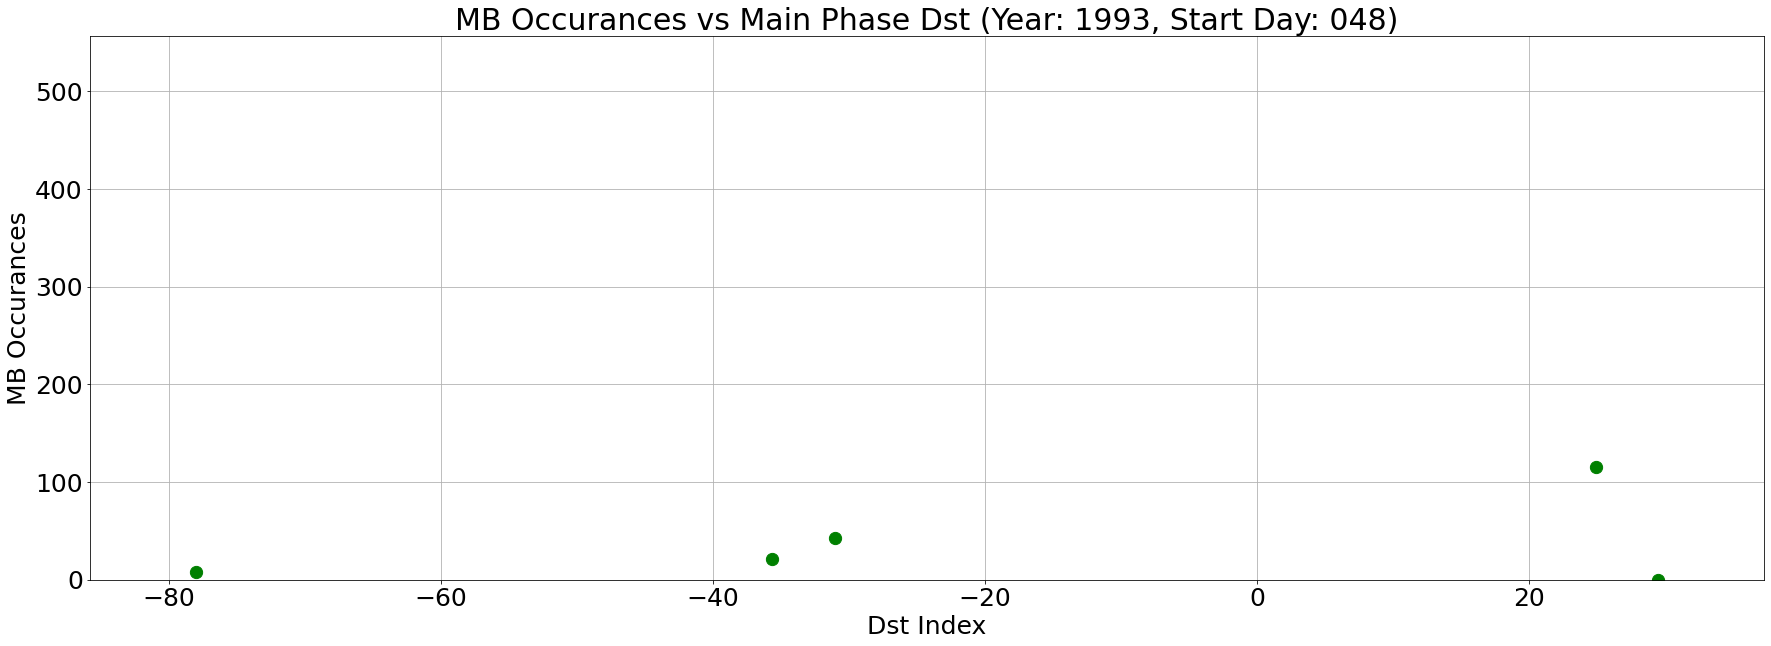 MB Occurances vs Main Phase Dst (Year: 1993, Start Day: 048)
500
400
300
200
100
0
MB Occurances
−80 −60 −40 −20 0 20
Dst Index